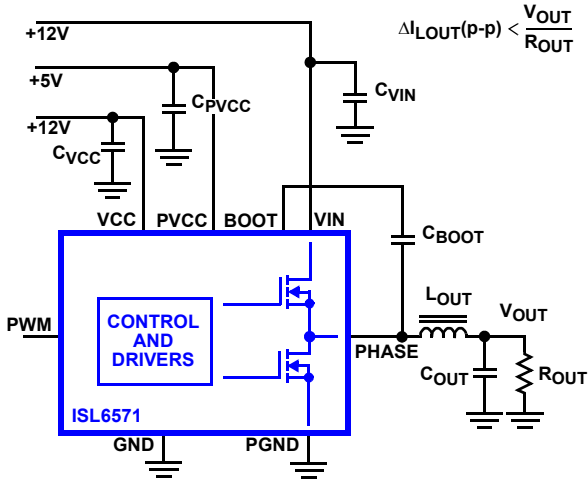 +12V
ΔI_LOUT(p-p) < V_OUT / R_OUT
+5V
C_PVCC
C_VIN
+12V
C_VCC
VCC PVCC BOOT VIN
C_BOOT
L_OUT
V_OUT
PWM
CONTROL
AND
DRIVERS
PHASE
C_OUT
R_OUT
ISL6571
GND
PGND